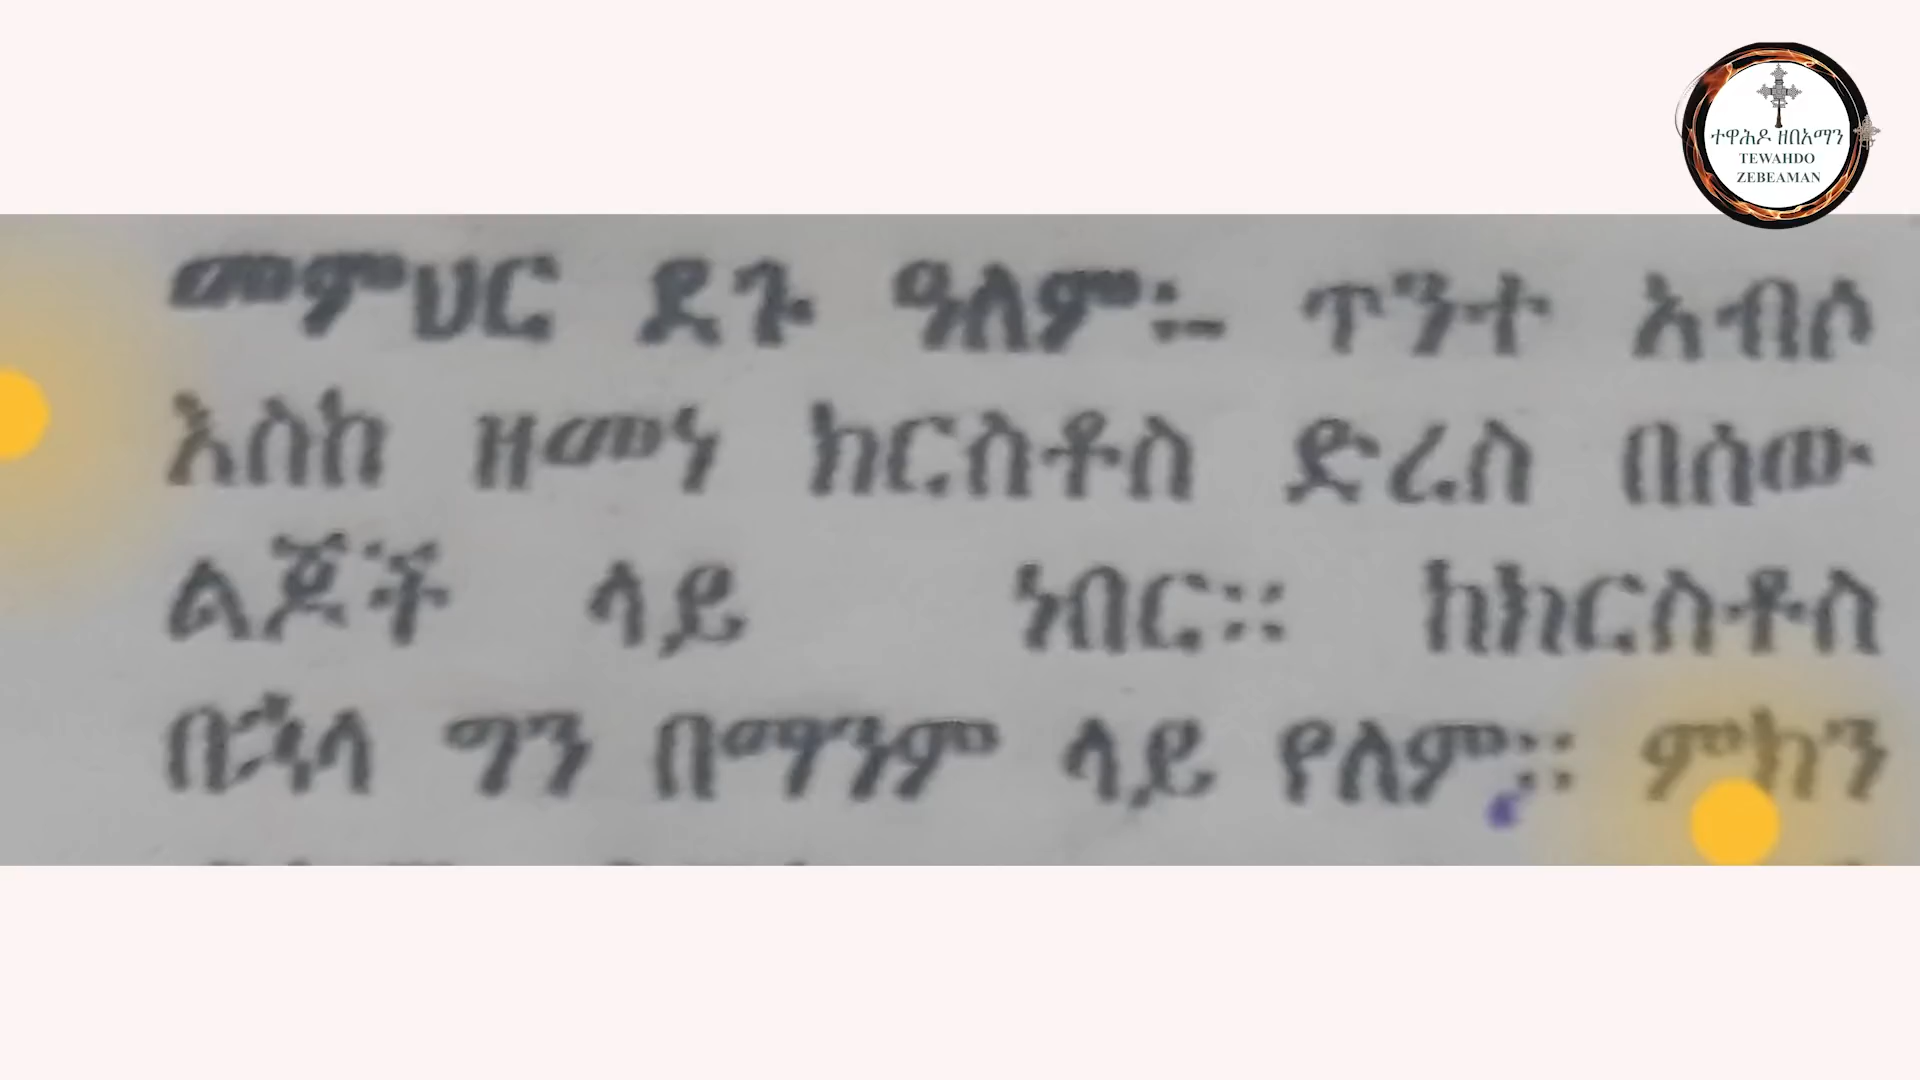 ተዋሕዶ ዘበአማን
TEWAHDO
ZEBEAMAN
መምህር ደጉ ዓለም፡- ጥንተ አብሶ
እስከ ዘመነ ክርስቶስ ድረስ በሰው
ልጆች ላይ ነበር። ከክርስቶስ
በኋላ ግን በማንም ላይ የለም። ምክን